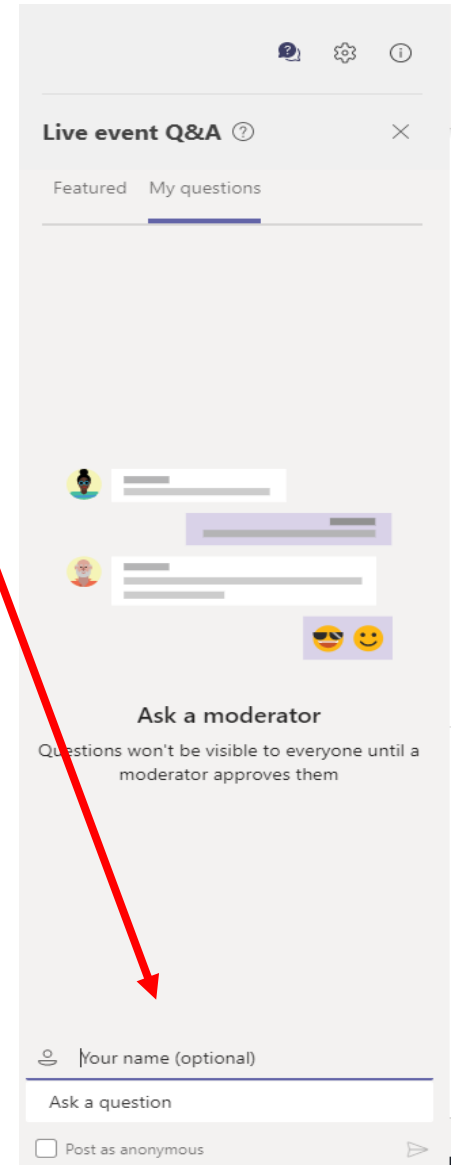 Live event Q&A
Featured My questions
Ask a moderator
Questions won't be visible to everyone until a
moderator approves them
Your name (optional)
Ask a question
Post as anonymous